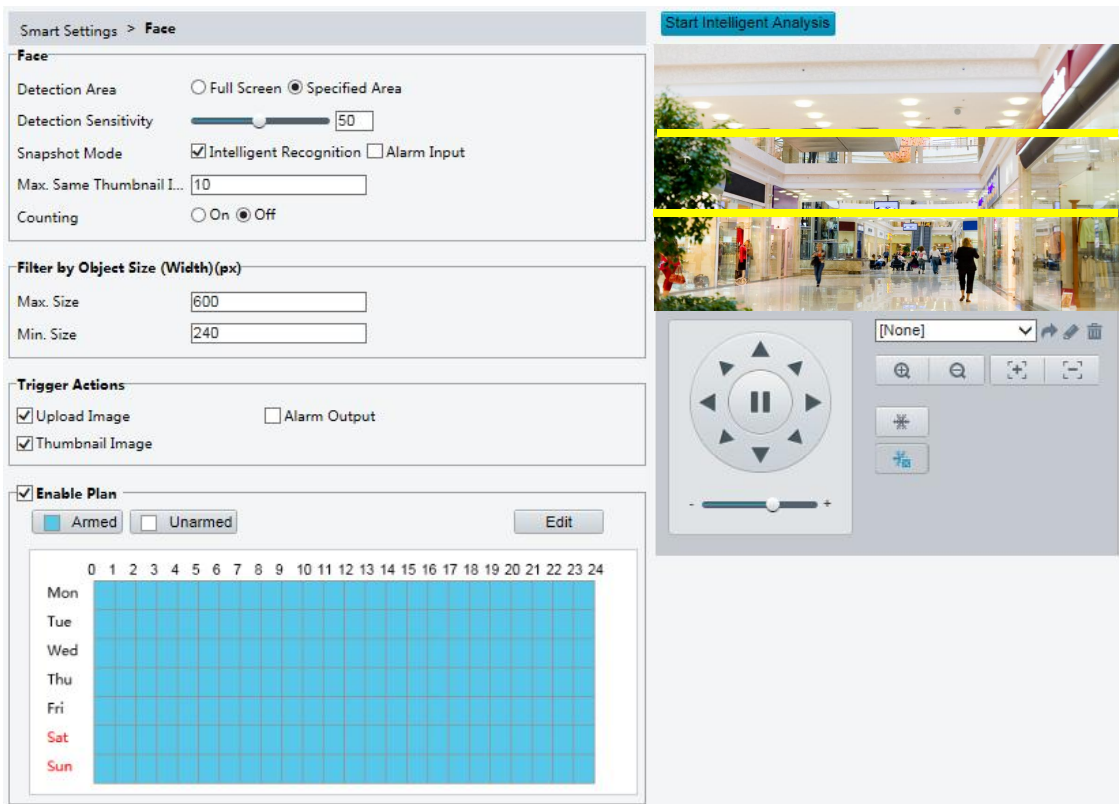 Smart Settings > Face
Face
Detection Area Full Screen Specified Area
Detection Sensitivity 50
Snapshot Mode Intelligent Recognition Alarm Input
Max. Same Thumbnail I... 10
Counting On Off
Filter by Object Size (Width)(px)
Max. Size 600
Min. Size 240
Trigger Actions
Upload Image Alarm Output
Thumbnail Image
Enable Plan
Armed Unarmed Edit
0 1 2 3 4 5 6 7 8 9 10 11 12 13 14 15 16 17 18 19 20 21 22 23 24
Mon
Tue
Wed
Thu
Fri
Sat
Sun
Start Intelligent Analysis
[None]
- +